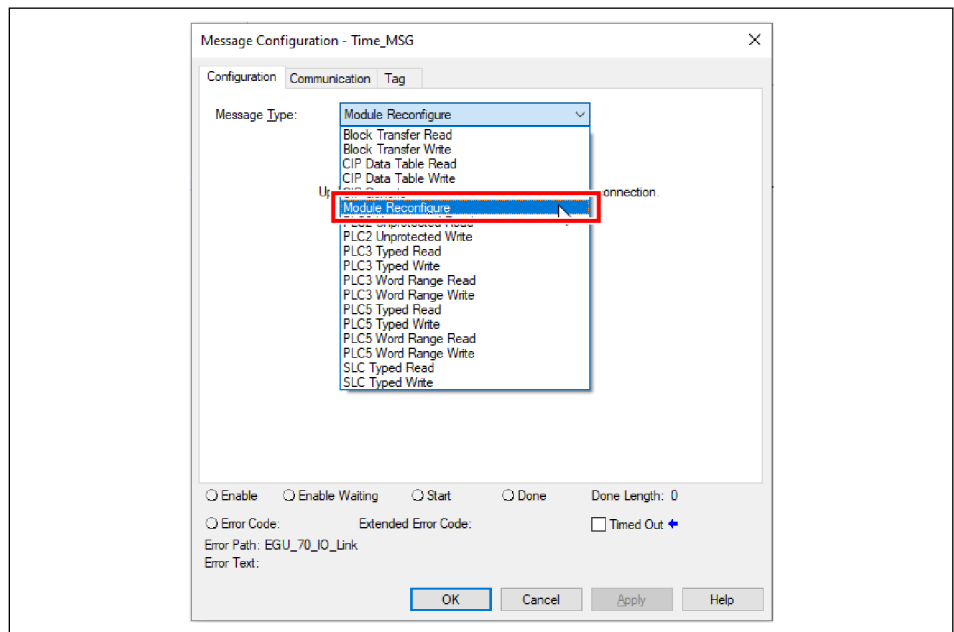 Message Configuration - Time_MSG
Configuration Communication Tag
Message Type: Module Reconfigure
Block Transfer Read
Block Transfer Write
CIP Data Table Read
CIP Data Table Write
onnection.
Module Reconfigure
PLC2 Unprotected Write
PLC3 Typed Read
PLC3 Typed Write
PLC3 Word Range Read
PLC3 Word Range Write
PLC5 Typed Read
PLC5 Typed Write
PLC5 Word Range Read
PLC5 Word Range Write
SLC Typed Read
SLC Typed Write
Enable Enable Waiting Start Done Done Length: 0
Error Code: Extended Error Code: Timed Out
Error Path: EGU_70_IO_Link
Error Text:
OK Cancel Apply Help